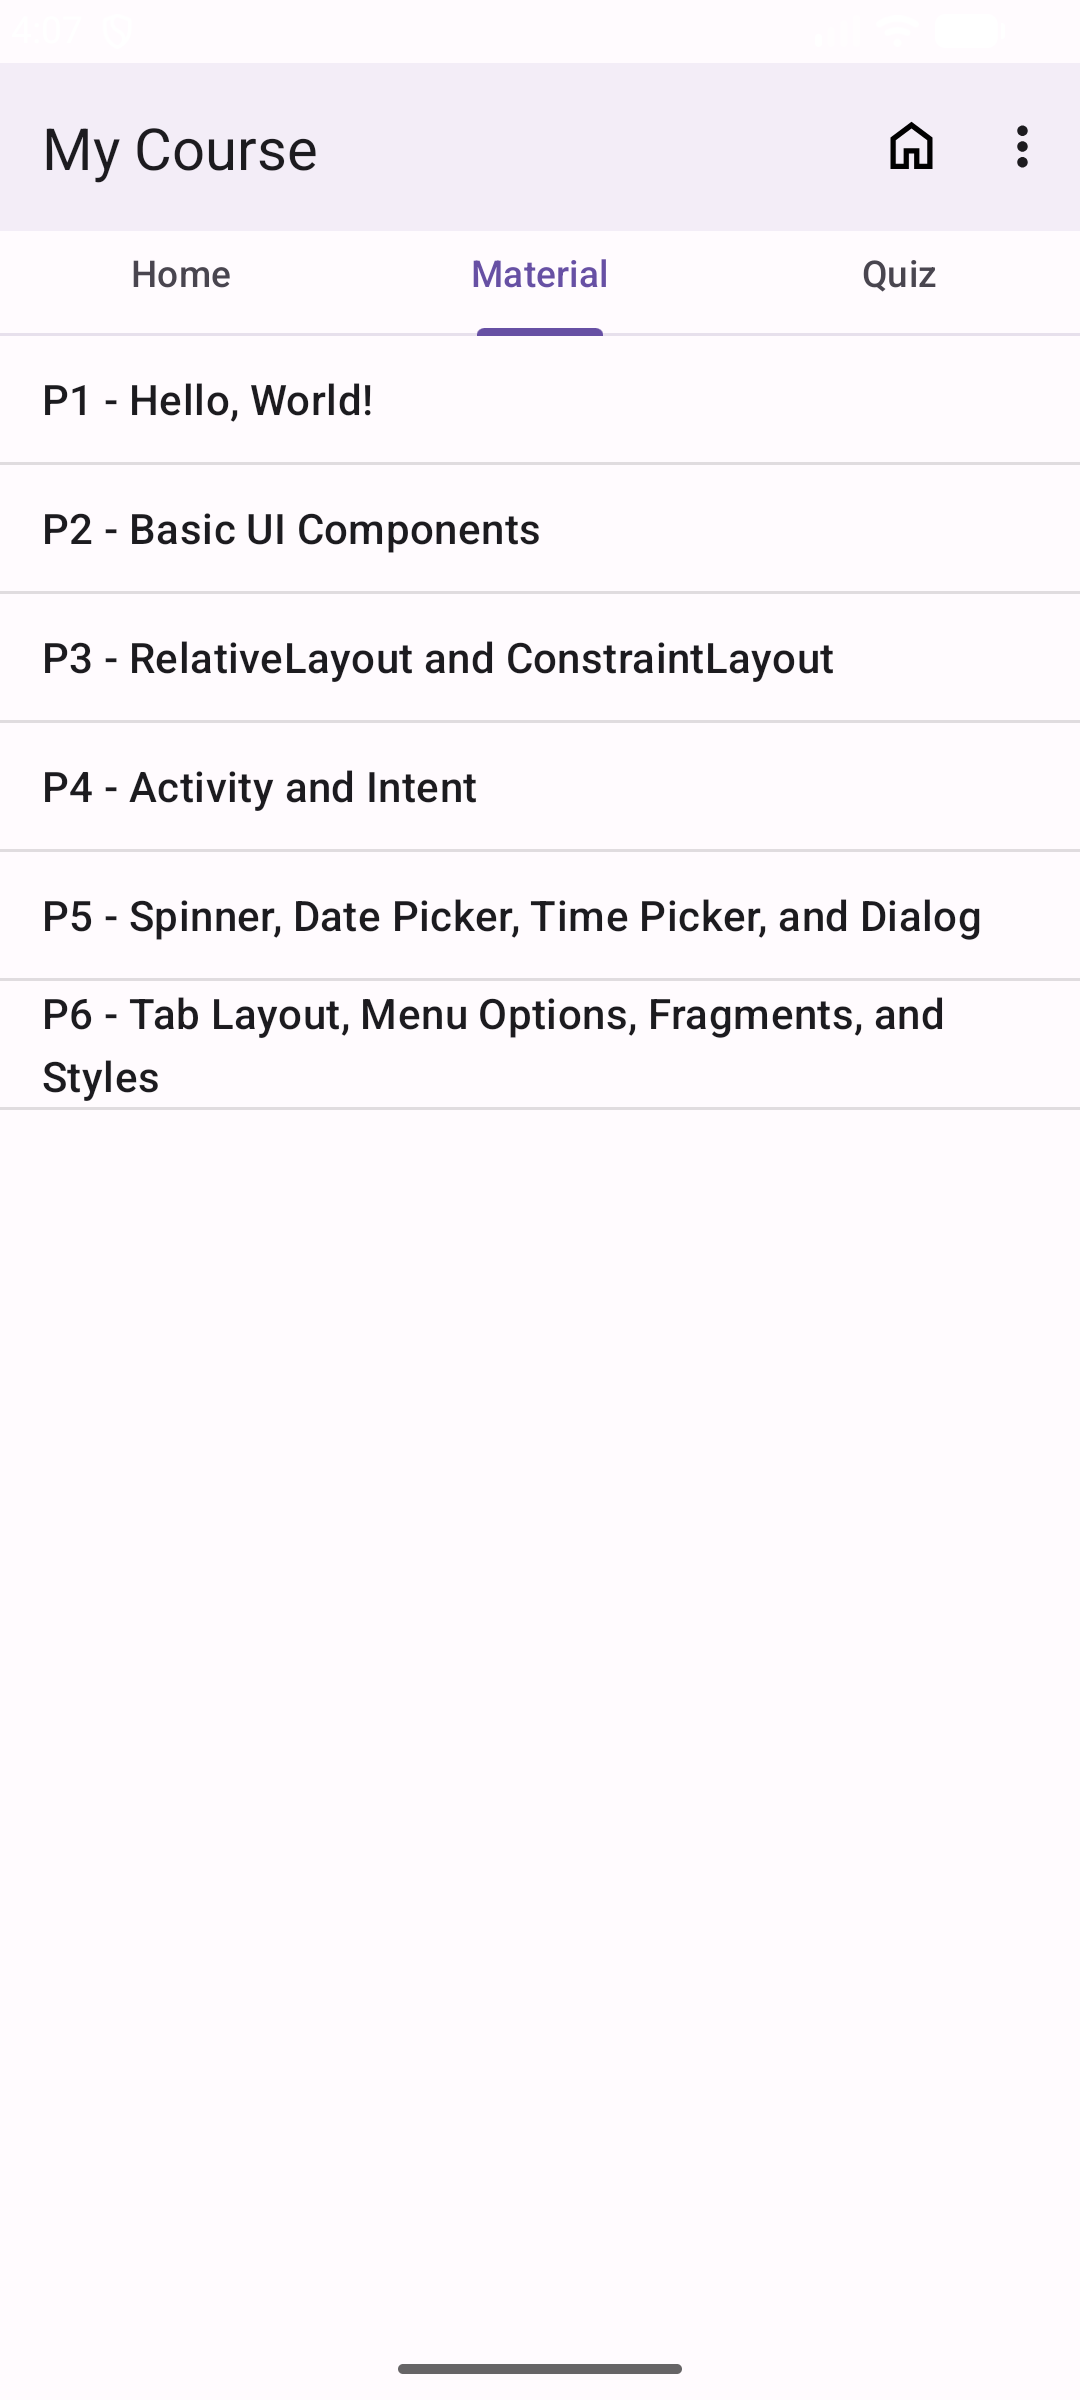 My Course
Home
Material
Quiz
P1 - Hello, World!
P2 - Basic UI Components
P3 - RelativeLayout and ConstraintLayout
P4 - Activity and Intent
P5 - Spinner, Date Picker, Time Picker, and Dialog
P6 - Tab Layout, Menu Options, Fragments, and
Styles